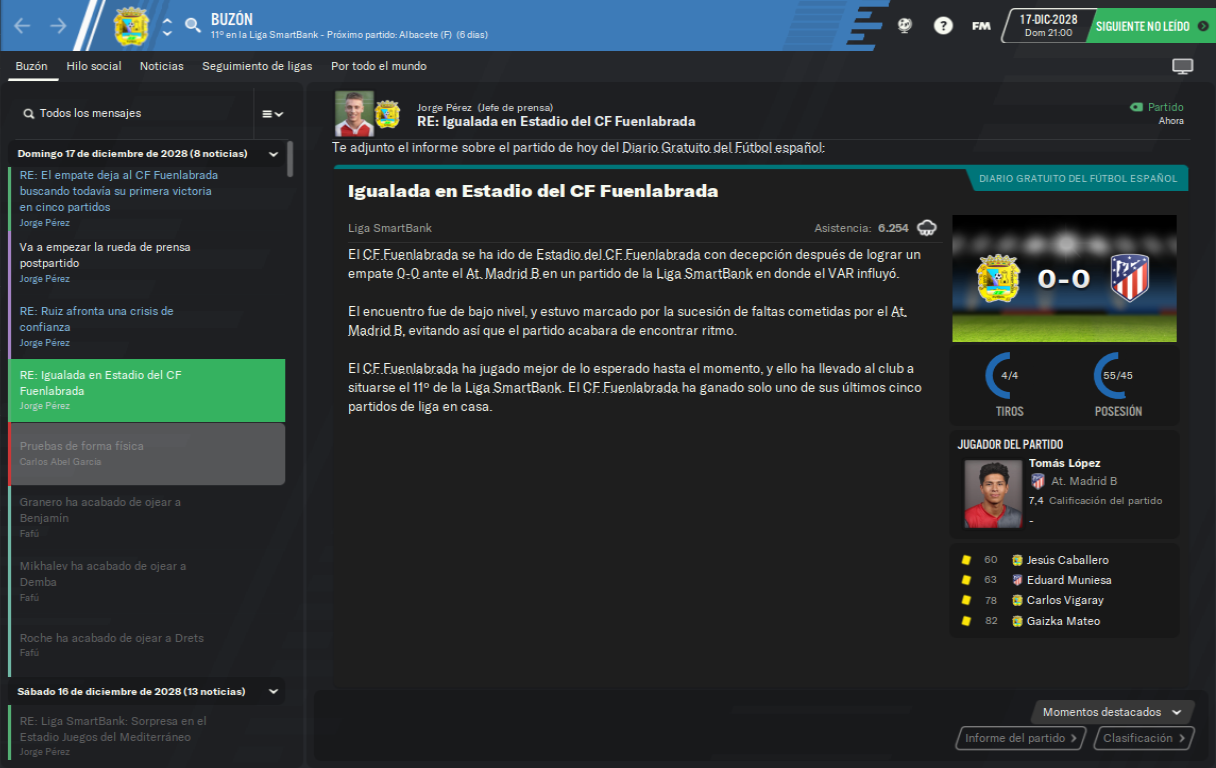 BUZÓN
11º en la Liga SmartBank - Próximo partido: Albacete (F) (6 días)
?
FM
17-DIC-2028
Dom 21:00
SIGUIENTE NO LEÍDO
Buzón
Hilo social
Noticias
Seguimiento de ligas
Por todo el mundo
Todos los mensajes
Domingo 17 de diciembre de 2028 (8 noticias)
RE: El empate deja al CF Fuenlabrada
buscando todavía su primera victoria
en cinco partidos
Jorge Pérez
Va a empezar la rueda de prensa
postpartido
Jorge Pérez
RE: Ruiz afronta una crisis de
confianza
Jorge Pérez
RE: Igualada en Estadio del CF
Fuenlabrada
Jorge Pérez
Pruebas de forma física
Carlos Abel García
Granero ha acabado de ojear a
Benjamín
Fafú
Mikhalev ha acabado de ojear a
Demba
Fafú
Roche ha acabado de ojear a Drets
Fafú
Sábado 16 de diciembre de 2028 (13 noticias)
RE: Liga SmartBank: Sorpresa en el
Estadio Juegos del Mediterráneo
Jorge Pérez
Jorge Pérez (Jefe de prensa)
RE: Igualada en Estadio del CF Fuenlabrada
Partido
Ahora
Te adjunto el informe sobre el partido de hoy del Diario Gratuito del Fútbol español:
DIARIO GRATUITO DEL FÚTBOL ESPAÑOL
Igualada en Estadio del CF Fuenlabrada
Liga SmartBank
Asistencia: 6.254
El CF Fuenlabrada se ha ido de Estadio del CF Fuenlabrada con decepción después de lograr un
empate 0-0 ante el At. Madrid B en un partido de la Liga SmartBank en donde el VAR influyó.
El encuentro fue de bajo nivel, y estuvo marcado por la sucesión de faltas cometidas por el At.
Madrid B, evitando así que el partido acabara de encontrar ritmo.
El CF Fuenlabrada ha jugado mejor de lo esperado hasta el momento, y ello ha llevado al club a
situarse el 11º de la Liga SmartBank. El CF Fuenlabrada ha ganado solo uno de sus últimos cinco
partidos de liga en casa.
0-0
4/4
55/45
TIROS
POSESIÓN
JUGADOR DEL PARTIDO
Tomás López
At. Madrid B
7,4 Calificación del partido
-
60 Jesús Caballero
63 Eduard Muniesa
78 Carlos Vigaray
82 Gaizka Mateo
Momentos destacados
Informe del partido
Clasificación